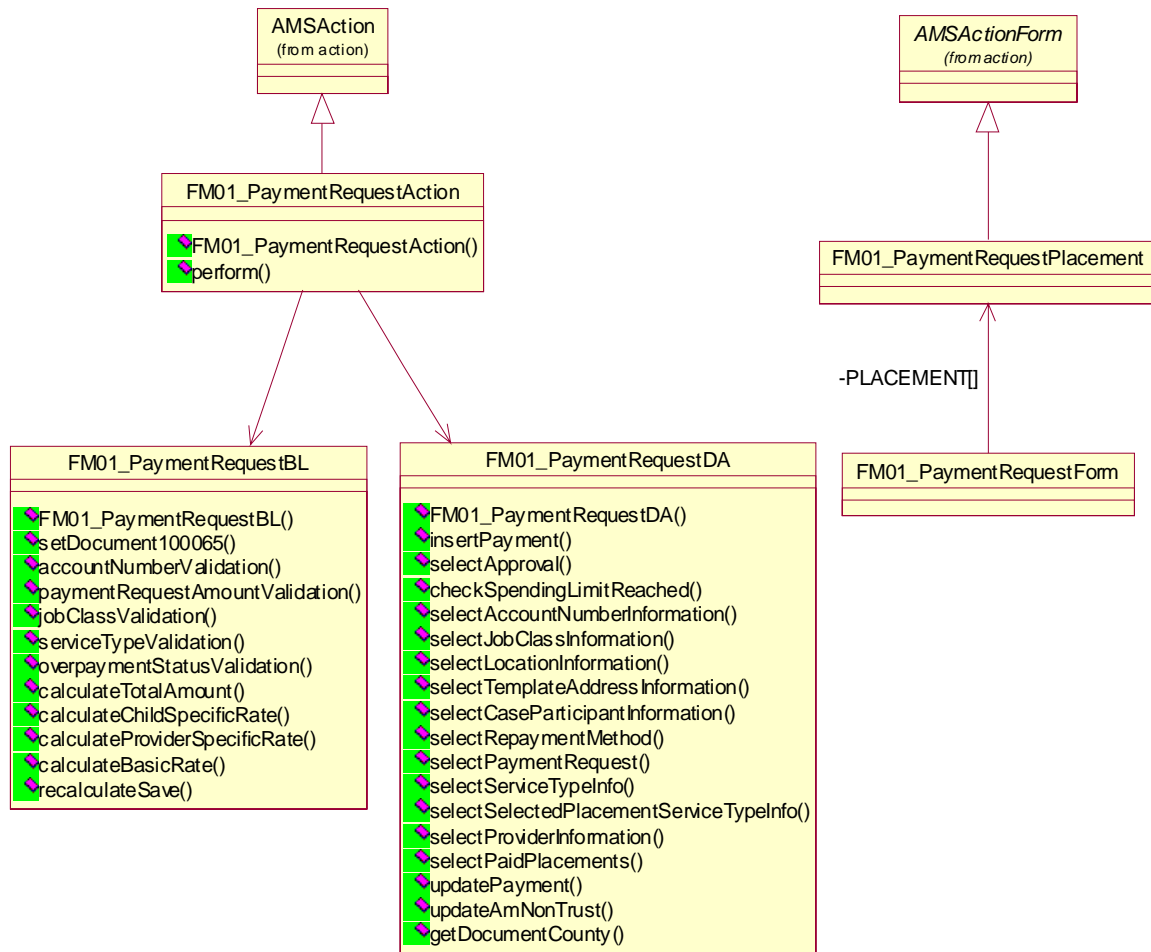 AMSAction
(from action)
AMSActionForm
(from action)
FM01_PaymentRequestAction
FM01_PaymentRequestAction()
perform()
FM01_PaymentRequestPlacement
-PLACEMENT[]
FM01_PaymentRequestBL
FM01_PaymentRequestBL()
setDocument100065()
accountNumberValidation()
paymentRequestAmountValidation()
jobClassValidation()
serviceTypeValidation()
overpaymentStatusValidation()
calculateTotalAmount()
calculateChildSpecificRate()
calculateProviderSpecificRate()
calculateBasicRate()
recalculateSave()
FM01_PaymentRequestDA
FM01_PaymentRequestDA()
insertPayment()
selectApproval()
checkSpendingLimitReached()
selectAccountNumberInformation()
selectJobClassInformation()
selectLocationInformation()
selectTemplateAddressInformation()
selectCaseParticipantInformation()
selectRepaymentMethod()
selectPaymentRequest()
selectServiceTypeInfo()
selectSelectedPlacementServiceTypeInfo()
selectProviderInformation()
selectPaidPlacements()
updatePayment()
updateAmNonTrust()
getDocumentCounty()
FM01_PaymentRequestForm